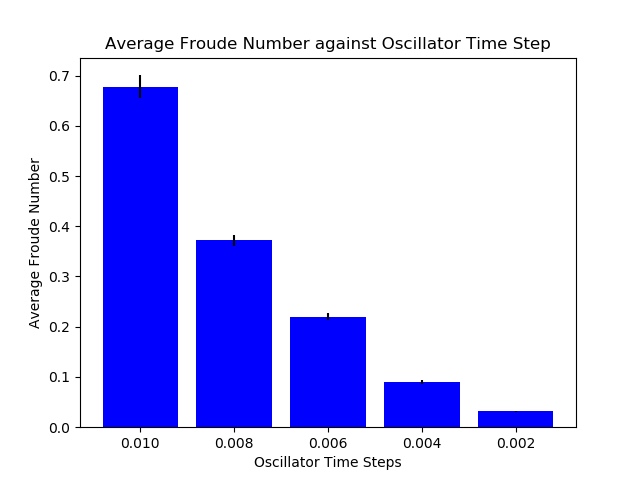 Average Froude Number against Oscillator Time Step
0.7
0.6
0.5
0.4
0.3
0.2
0.1
0.0
Average Froude Number
0.010 0.008 0.006 0.004 0.002
Oscillator Time Steps